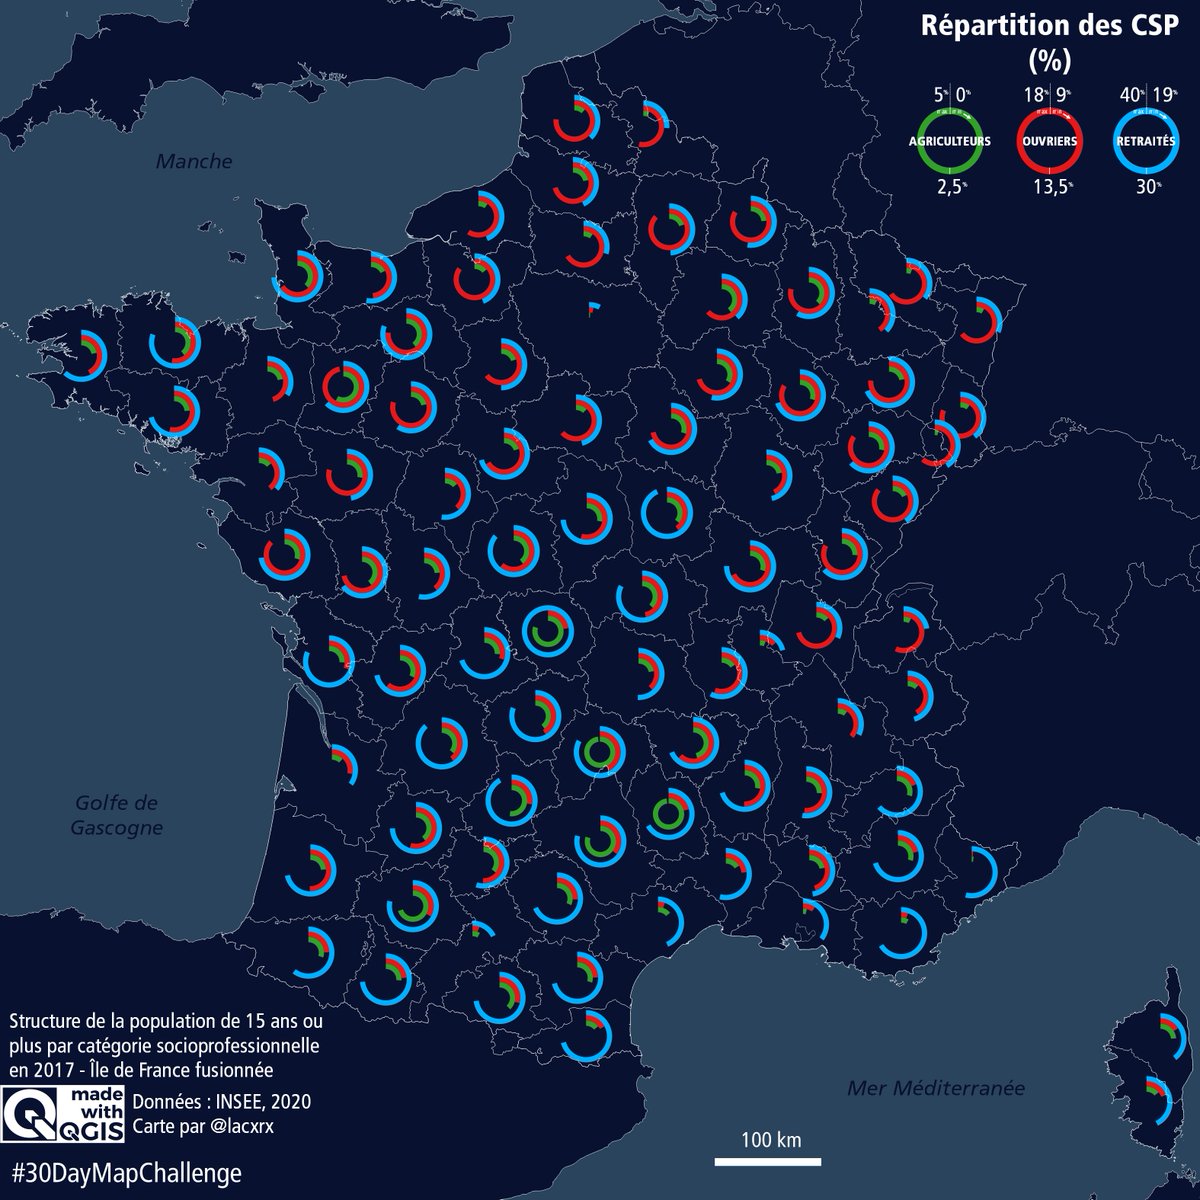 Répartition des CSP
(%)
5% 0%
18% 9%
40% 19%
AGRICULTEURS
OUVRIERS
RETRAITÉS
2,5%
13,5%
30%
Manche
Golfe de
Gascogne
Mer Méditerranée
Structure de la population de 15 ans ou
plus par catégorie socioprofessionnelle
en 2017 - Île de France fusionnée
made
with
QGIS
Données : INSEE, 2020
Carte par @lacxrx
#30DayMapChallenge
100 km